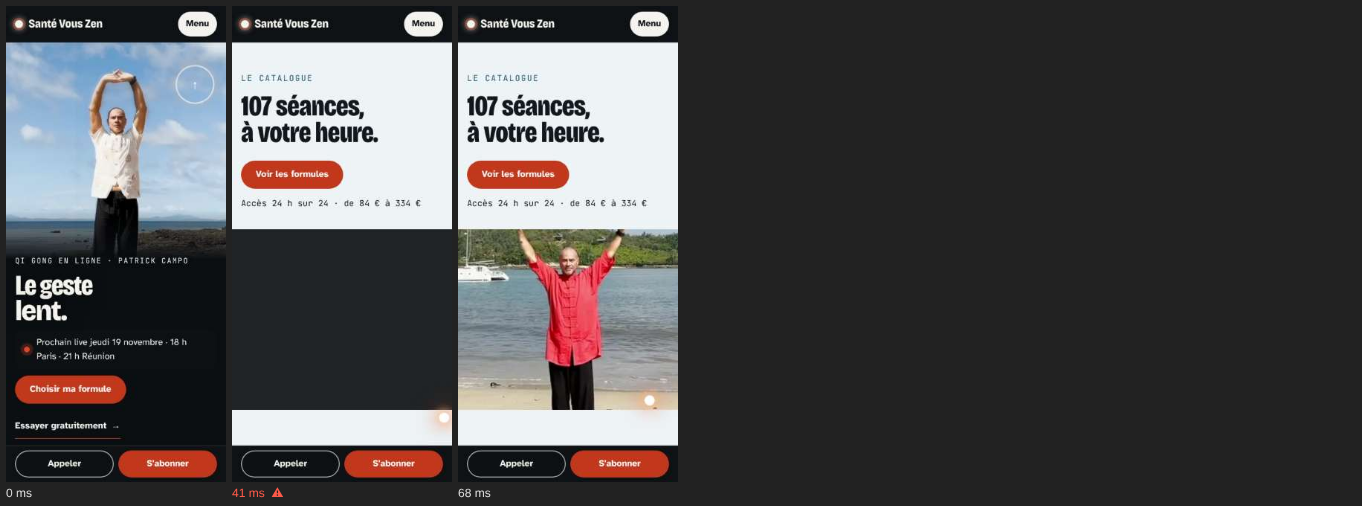 Santé Vous Zen
Menu
↑
QI GONG EN LIGNE · PATRICK CAMPO
Le geste
lent.
Prochain live jeudi 19 novembre · 18 h
Paris · 21 h Réunion
Choisir ma formule
Essayer gratuitement →
Appeler
S'abonner
0 ms
Santé Vous Zen
Menu
LE CATALOGUE
107 séances,
à votre heure.
Voir les formules
Accès 24 h sur 24 · de 84 € à 334 €
Appeler
S'abonner
41 ms
Santé Vous Zen
Menu
LE CATALOGUE
107 séances,
à votre heure.
Voir les formules
Accès 24 h sur 24 · de 84 € à 334 €
Appeler
S'abonner
68 ms